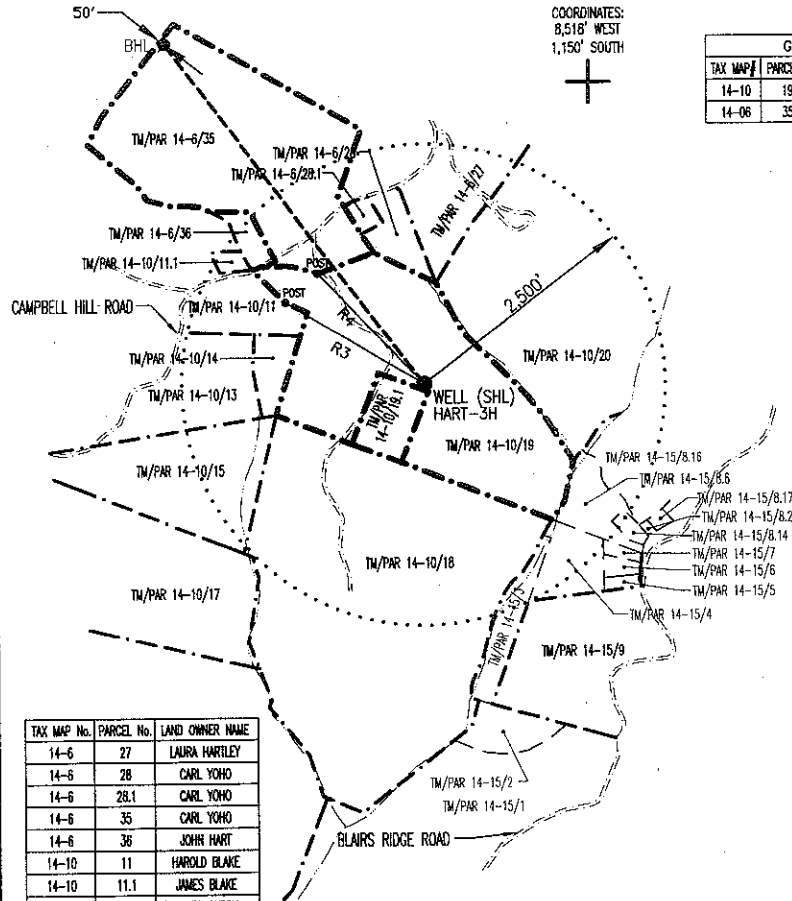 50'
BHL
COORDINATES:
8,518' WEST
1,150' SOUTH
G
TAX MAP# PARCE
14-10 19
14-06 35
TM/PAR 14-6/35
TM/PAR 14-6/28
TM/PAR 14-6/28.1
TM/PAR 14-6/27
TM/PAR 14-6/36
TM/PAR 14-10/11.1
POST
POST
2,500'
CAMPBELL HILL ROAD
TM/PAR 14-10/11
R4
R3
TM/PAR 14-10/14
TM/PAR 14-10/20
TM/PAR 14-10/13
WELL (SHL)
HART-3H
TM/PAR
14-10/19.1
TM/PAR 14-10/19
TM/PAR 14-10/15
TM/PAR 14-15/8.16
TM/PAR 14-15/8.6
TM/PAR 14-15/8.17
TM/PAR 14-15/8.2
TM/PAR 14-15/8.14
TM/PAR 14-15/7
TM/PAR 14-15/6
TM/PAR 14-15/5
TM/PAR 14-10/18
TM/PAR 14-10/17
TM/PAR 14-15/3
TM/PAR 14-15/4
TM/PAR 14-15/9
TAX MAP No. PARCEL No. LAND OWNER NAME
14-6 27 LAURA HARTLEY
14-6 28 CARL YOHO
14-6 28.1 CARL YOHO
14-6 35 CARL YOHO
14-6 36 JOHN HART
14-10 11 HAROLD BLAKE
14-10 11.1 JAMES BLAKE
TM/PAR 14-15/2
TM/PAR 14-15/1
BLAIRS RIDGE ROAD